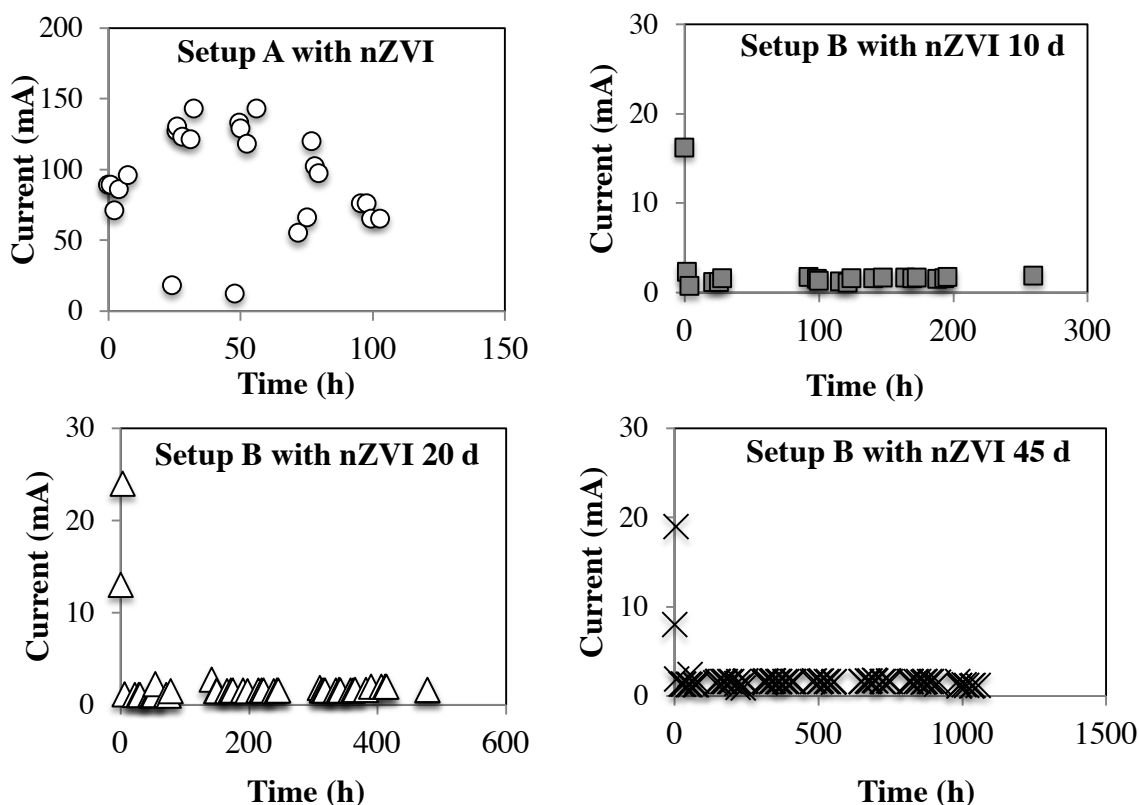 Setup A with nZVI
Current (mA)
200
150
100
50
0
0 50 100 150
Time (h)
Setup B with nZVI 10 d
Current (mA)
30
20
10
0
0 100 200 300
Time (h)
Setup B with nZVI 20 d
Current (mA)
30
20
10
0
0 200 400 600
Time (h)
Setup B with nZVI 45 d
Current (mA)
30
20
10
0
0 500 1000 1500
Time (h)